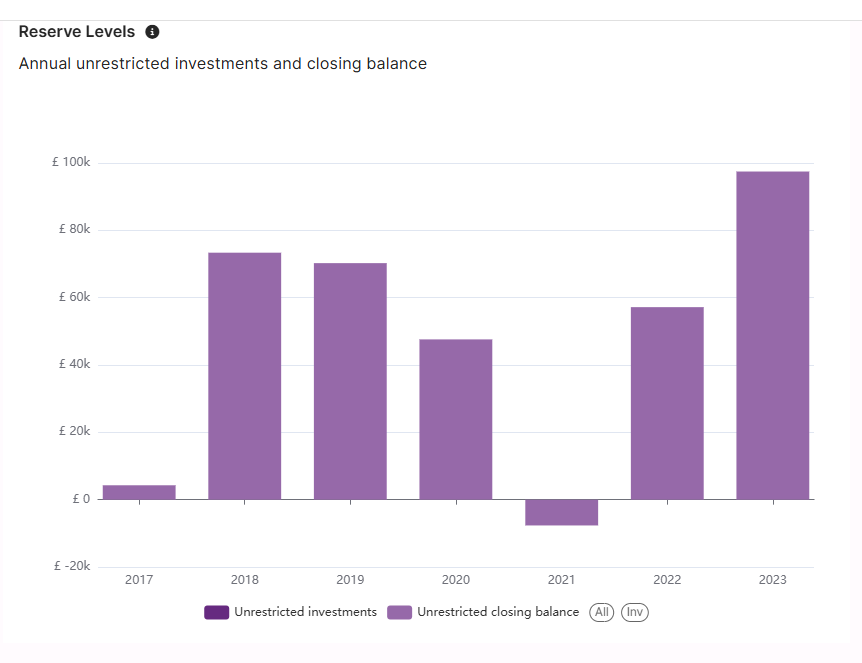 Reserve Levels
Annual unrestricted investments and closing balance
£ 100k
£ 80k
£ 60k
£ 40k
£ 20k
£ 0
£ -20k
2017 2018 2019 2020 2021 2022 2023
Unrestricted investments Unrestricted closing balance All Inv